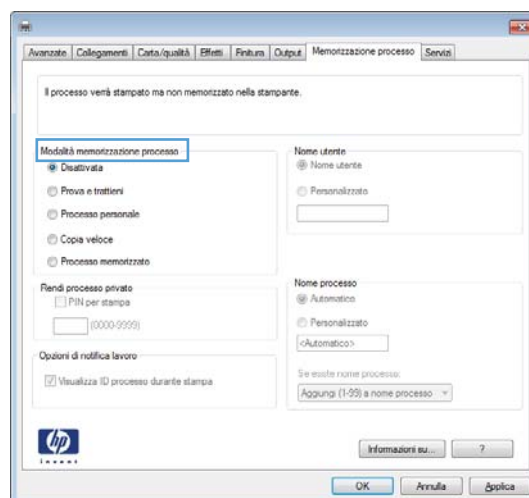 Avanzate Collegamenti Carta/qualità Effetti Finitura Output Memorizzazione processo Servizi
Il processo verrà stampato ma non memorizzato nella stampante.
Modalità memorizzazione processo
Disattivata
Prova e trattieni
Processo personale
Copia veloce
Processo memorizzato
Nome utente
Nome utente
Personalizzato
Rendi processo privato
PIN per stampa
(0000-9999)
Nome processo
Automatico
Personalizzato
<Automatico>
Opzioni di notifica lavoro
Visualizza ID processo durante stampa
Se esiste nome processo:
Aggiungi (1-99) a nome processo
hp
invent
Informazioni su... ?
OK Annulla Applica